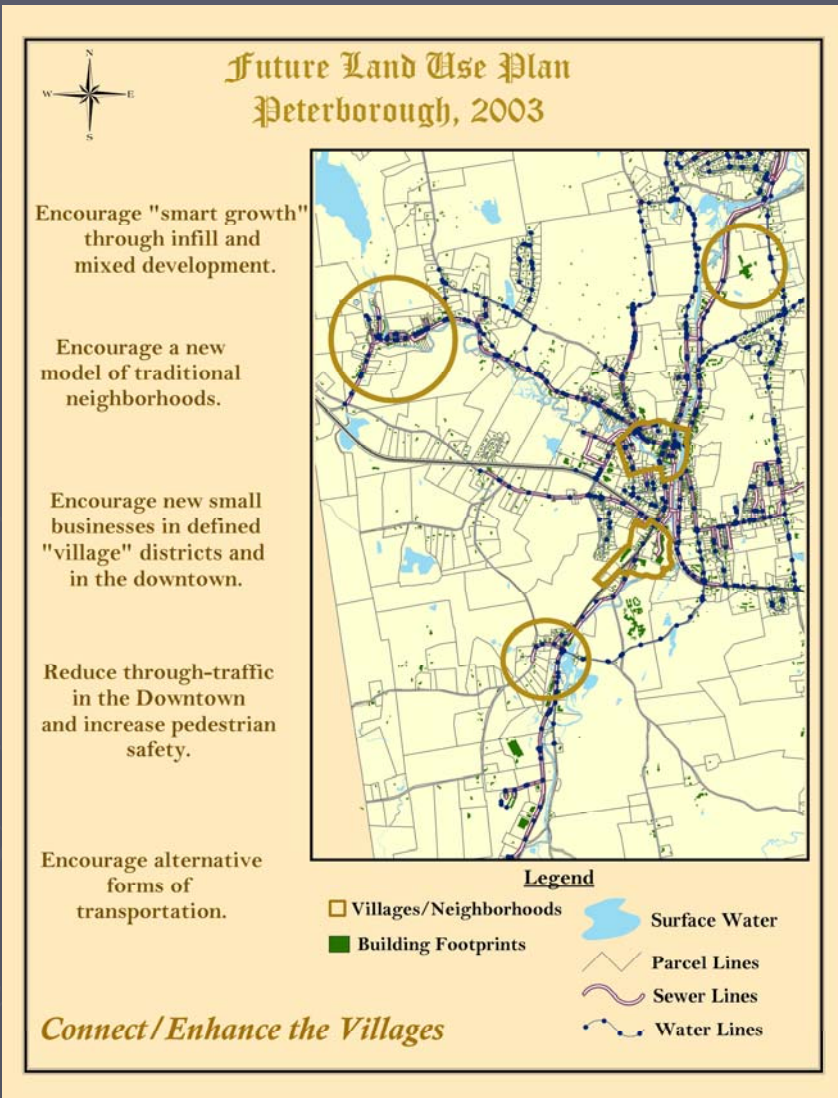 Future Land Use Plan
Peterborough, 2003
N
W E
S
Encourage "smart growth"
through infill and
mixed development.
Encourage a new
model of traditional
neighborhoods.
Encourage new small
businesses in defined
"village" districts and
in the downtown.
Reduce through-traffic
in the Downtown
and increase pedestrian
safety.
Encourage alternative
forms of
transportation.
Legend
Villages/Neighborhoods
Building Footprints
Surface Water
Parcel Lines
Sewer Lines
Water Lines
Connect/Enhance the Villages